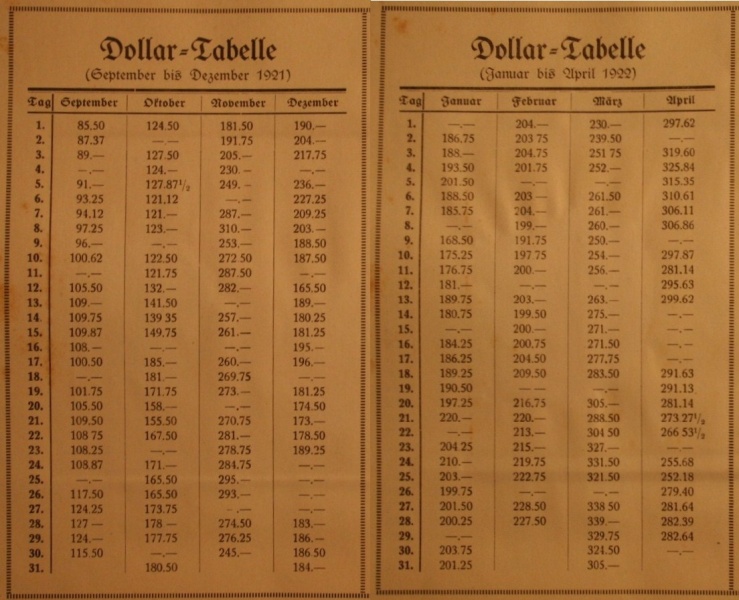 Dollar=Tabelle
(September bis Dezember 1921)
Tag September Oktober November Dezember
1. 85.50 124.50 181.50 190.—
2. 87.37 —.— 191.75 204.—
3. 89.— 127.50 205.— 217.75
4. —.— 124.— 230.— —.—
5. 91.— 127.87½ 249.— 236.—
6. 93.25 121.12 —.— 227.25
7. 94.12 121.— 287.— 209.25
8. 97.25 123.— 310.— 203.—
9. 96.— —.— 253.— 188.50
10. 100.62 122.50 272 50 187.50
11. —.— 121.75 287.50 —.—
12. 105.50 132.— 282.— 165.50
13. 109.— 141.50 —.— 189.—
14. 109.75 139 35 257.— 180.25
15. 109.87 149.75 261.— 181.25
16. 108.— —.— —.— 195.—
17. 100.50 185.— 260.— 196.—
18. —.— 181.— 269.75 —.—
19. 101.75 171.75 273.— 181.25
20. 105.50 158.— —.— 174.50
21. 109.50 155.50 270.75 173.—
22. 108 75 167.50 281.— 178.50
23. 108.25 —.— 278.75 189.25
24. 108.87 171.— 284.75 —.—
25. —.— 165.50 295.— —.—
26. 117.50 165.50 293.— —.—
27. 124.25 173.75 —.— —.—
28. 127 — 178 — 274.50 183.—
29. 124.— 177.75 276.25 186.—
30. 115.50 —.— 245.— 186 50
31. 180.50 184.—
Dollar=Tabelle
(Januar bis April 1922)
Tag Januar Februar März April
1. —.— 204.— 230.— 297.62
2. 186.75 203 75 239.50 —.—
3. 188.— 204.75 251 75 319.60
4. 193.50 201.75 252.— 325.84
5. 201.50 —.— —.— 315.35
6. 188.50 203 — 261.50 310.61
7. 185.75 204.— 261.— 306.11
8. —.— 199.— 260.— 306.86
9. 168.50 191.75 250.— —.—
10. 175.25 197 75 254.— 297.87
11. 176.75 200.— 256.— 281.14
12. 181.— —.— —.— 295.63
13. 189.75 203.— 263.— 299.62
14. 180.75 199.50 275.— —.—
15. —.— 200.— 271.— —.—
16. 184.25 200.75 271.50 —.—
17. 186.25 204.50 277.75 —.—
18. 189.25 209.50 283.50 291.63
19. 190.50 — — —.— 291.13
20. 197.25 216.75 305.— 281.14
21. 220.— 220.— 288.50 273.27½
22. —.— 213.— 304 50 266 53½
23. 204 25 215.— 327.— —.—
24. 210.— 219.75 331.50 255.68
25. 203.— 222.75 321.50 252.18
26. 199.75 —.— —.— 279.40
27. 201.50 228.50 338 50 281.64
28. 200.25 227.50 339.— 282.39
29. —.— 329.75 282.64
30. 203.75 324.50 —.—
31. 201.25 305.—